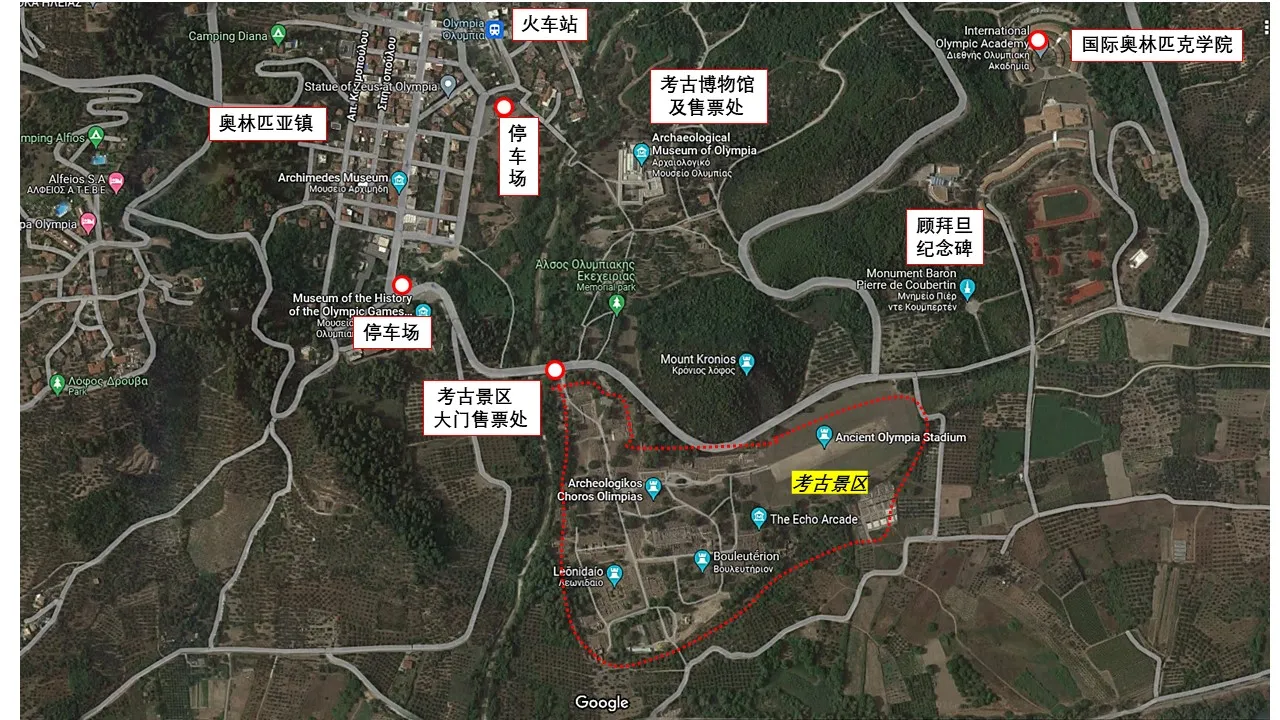 Camping Diana
Olympia
Ολυμπία
火车站
International
Olympic Academy
Διεθνής Ολυμπιακή
Ακαδημία
国际奥林匹克学院
Statue of Zeus at Olympia
考古博物馆
及售票处
奥林匹亚镇
停
车
场
Archaeological
Museum of Olympia
Αρχαιολογικό
Μουσείο Ολυμπίας
mping Alfios
Archimedes Museum
Μουσείο Αρχιμήδη
Alfeios S.A
ΑΛΦΕΙΟΣ Α.Τ.Ε.Β.Ε.
pa Olympia
顾拜旦
纪念碑
Άλσος Ολυμπιακής
Εκεχειρίας
Memorial park
Monument Baron
Pierre de Coubertin
Μνημείο Πιέρ
ντε Κουμπερτέν
Museum of the History
of the Olympic Games...
Μουσεί
Ολυμπι
停车场
Mount Kronios
Κρόνιος λόφος
Λόφος Δρούβα
Park
考古景区
大门售票处
Ancient Olympia Stadium
考古景区
Archeologikos
Choros Olimpias
The Echo Arcade
Bouleutérion
Βουλευτήριον
Leonidaio
Λεωνίδαιο
Google